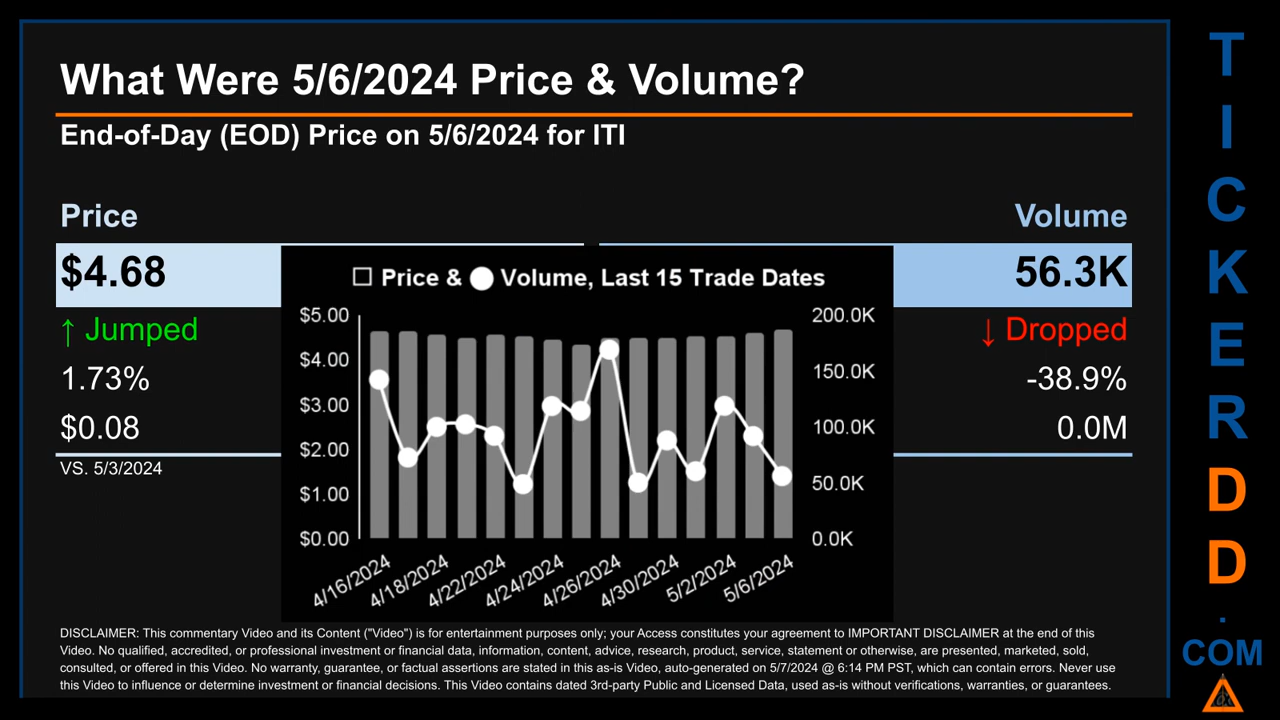 What Were 5/6/2024 Price & Volume?
End-of-Day (EOD) Price on 5/6/2024 for ITI
Price
Volume
$4.68
56.3K
↑ Jumped
↓ Dropped
1.73%
-38.9%
$0.08
0.0M
VS. 5/3/2024
Price & Volume, Last 15 Trade Dates
$5.00
200.0K
$4.00
150.0K
$3.00
100.0K
$2.00
50.0K
$1.00
$0.00
0.0K
4/16/2024
4/18/2024
4/22/2024
4/24/2024
4/26/2024
4/30/2024
5/2/2024
5/6/2024
DISCLAIMER: This commentary Video and its Content ("Video") is for entertainment purposes only; your Access constitutes your agreement to IMPORTANT DISCLAIMER at the end of this
Video. No qualified, accredited, or professional investment or financial data, information, content, advice, research, product, service, statement or otherwise, are presented, marketed, sold,
consulted, or offered in this Video. No warranty, guarantee, or factual assertions are stated in this as-is Video, auto-generated on 5/7/2024 @ 6:14 PM PST, which can contain errors. Never use
this Video to influence or determine investment or financial decisions. This Video contains dated 3rd-party Public and Licensed Data, used as-is without verifications, warranties, or guarantees.
T
I
C
K
E
R
D
D
.
COM